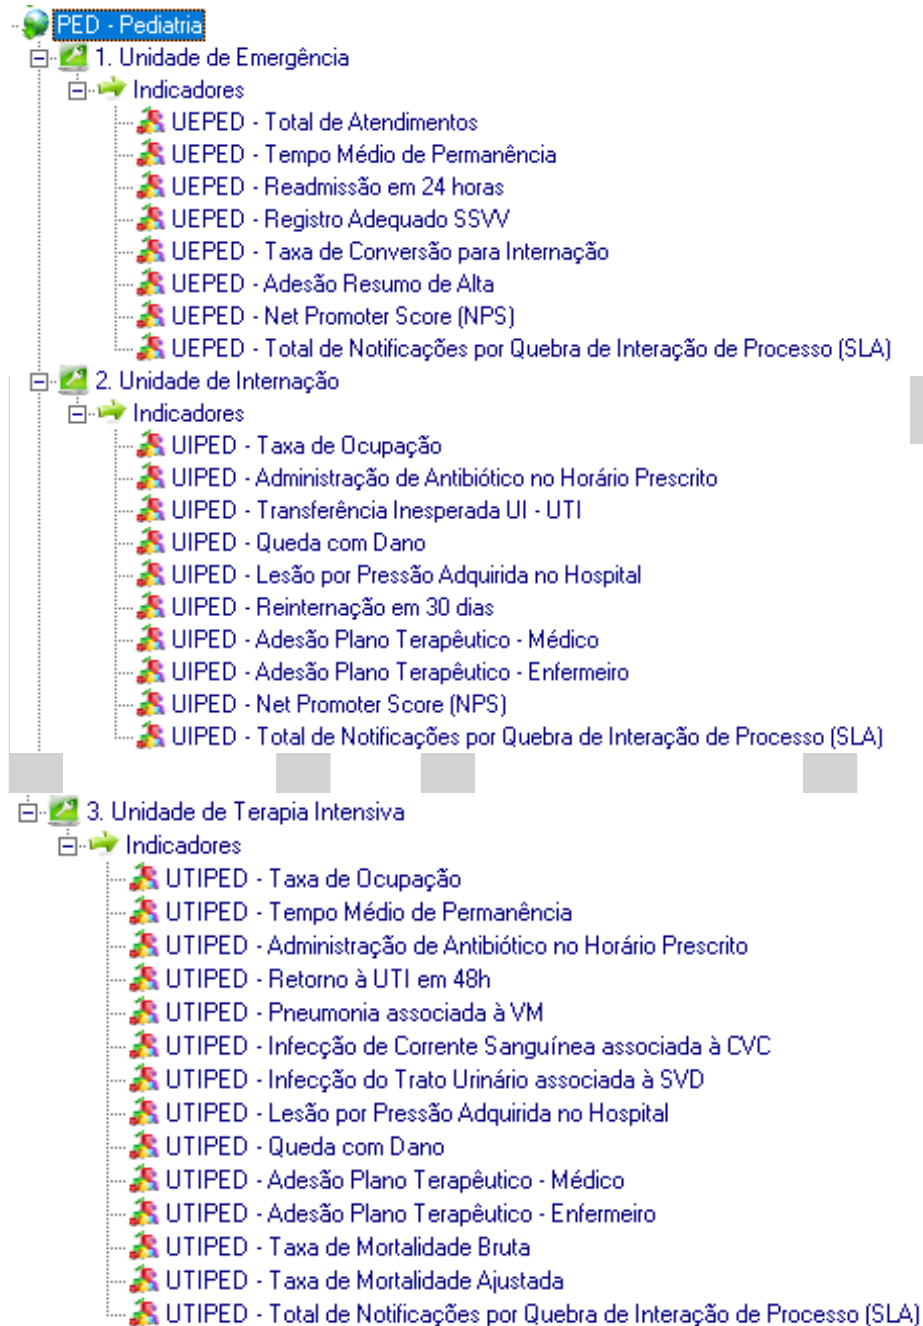 PED - Pediatria
1. Unidade de Emergência
Indicadores
UEPED - Total de Atendimentos
UEPED - Tempo Médio de Permanência
UEPED - Readmissão em 24 horas
UEPED - Registro Adequado SSVV
UEPED - Taxa de Conversão para Internação
UEPED - Adesão Resumo de Alta
UEPED - Net Promoter Score (NPS)
UEPED - Total de Notificações por Quebra de Interação de Processo (SLA)
2. Unidade de Internação
Indicadores
UIPED - Taxa de Ocupação
UIPED - Administração de Antibiótico no Horário Prescrito
UIPED - Transferência Inesperada UI - UTI
UIPED - Queda com Dano
UIPED - Lesão por Pressão Adquirida no Hospital
UIPED - Reinternação em 30 dias
UIPED - Adesão Plano Terapêutico - Médico
UIPED - Adesão Plano Terapêutico - Enfermeiro
UIPED - Net Promoter Score (NPS)
UIPED - Total de Notificações por Quebra de Interação de Processo (SLA)
3. Unidade de Terapia Intensiva
Indicadores
UTIPED - Taxa de Ocupação
UTIPED - Tempo Médio de Permanência
UTIPED - Administração de Antibiótico no Horário Prescrito
UTIPED - Retorno à UTI em 48h
UTIPED - Pneumonia associada à VM
UTIPED - Infecção de Corrente Sanguínea associada à CVC
UTIPED - Infecção do Trato Urinário associada à SVD
UTIPED - Lesão por Pressão Adquirida no Hospital
UTIPED - Queda com Dano
UTIPED - Adesão Plano Terapêutico - Médico
UTIPED - Adesão Plano Terapêutico - Enfermeiro
UTIPED - Taxa de Mortalidade Bruta
UTIPED - Taxa de Mortalidade Ajustada
UTIPED - Total de Notificações por Quebra de Interação de Processo (SLA)